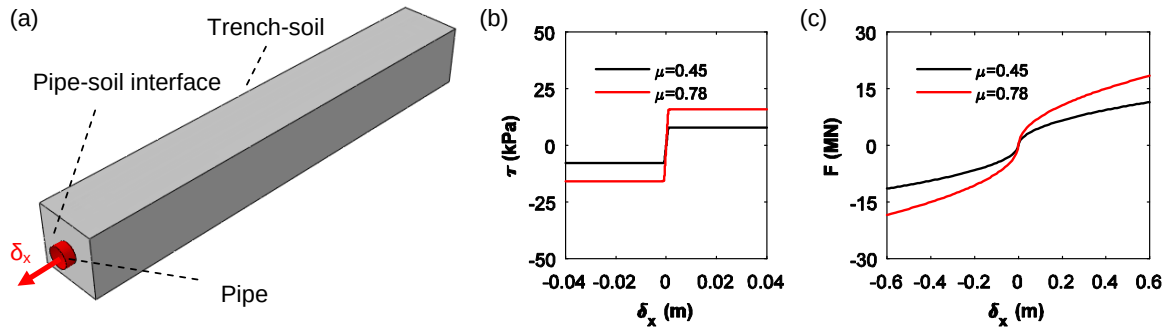 (a)
Trench-soil
Pipe-soil interface
δx
Pipe
(b)
50
25
0
-25
-50
τ (kPa)
μ=0.45
μ=0.78
-0.04 -0.02 0 0.02 0.04
δx (m)
(c)
30
15
0
-15
-30
F (MN)
μ=0.45
μ=0.78
-0.6 -0.4 -0.2 0 0.2 0.4 0.6
δx (m)